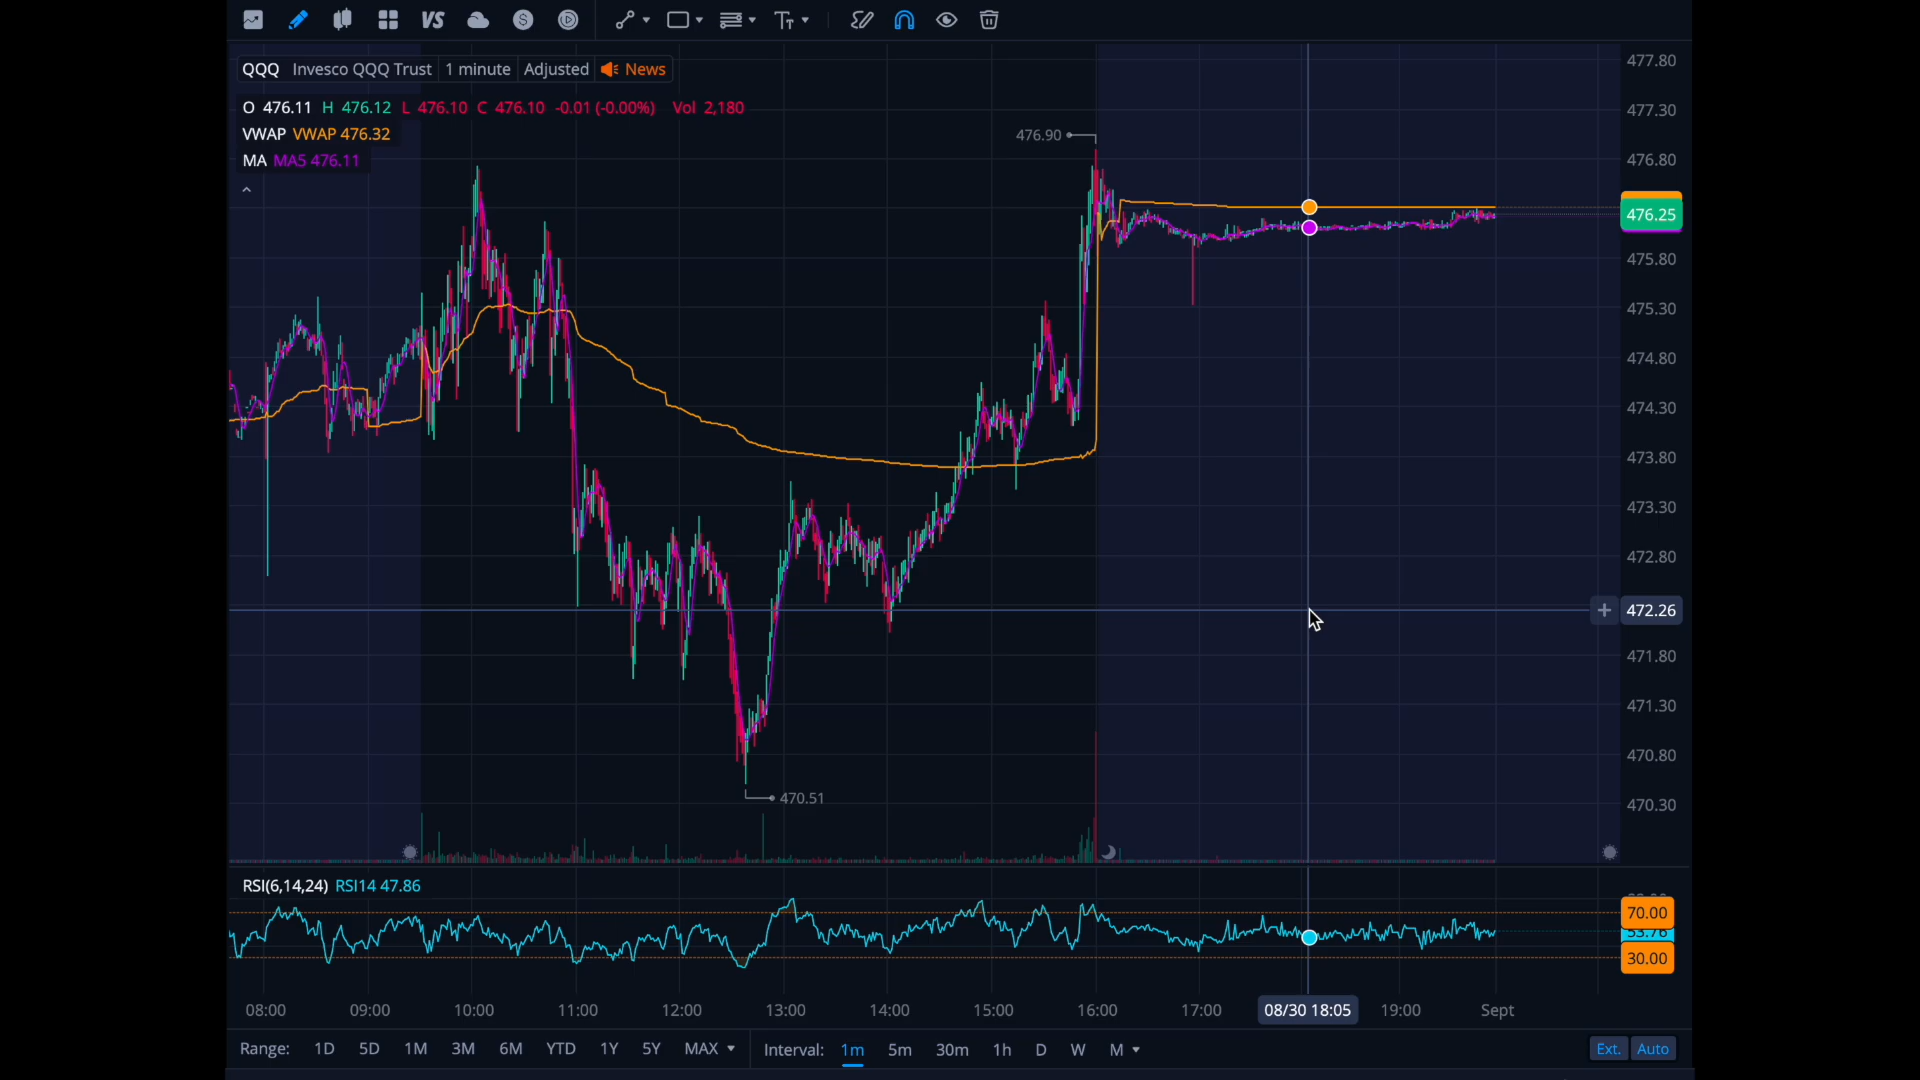 VS
QQQ Invesco QQQ Trust 1 minute Adjusted News
O 476.11 H 476.12 L 476.10 C 476.10 -0.01 (-0.00%) Vol 2,180
VWAP VWAP 476.32
MA MA5 476.11
476.90
470.51
477.80
477.30
476.80
476.25
475.80
475.30
474.80
474.30
473.80
473.30
472.80
472.26
471.80
471.30
470.80
470.30
RSI(6,14,24) RSI14 47.86
70.00
53.76
30.00
08:00 09:00 10:00 11:00 12:00 13:00 14:00 15:00 16:00 17:00 08/30 18:05 19:00 Sept
Range: 1D 5D 1M 3M 6M YTD 1Y 5Y MAX Interval: 1m 5m 30m 1h D W M Ext. Auto